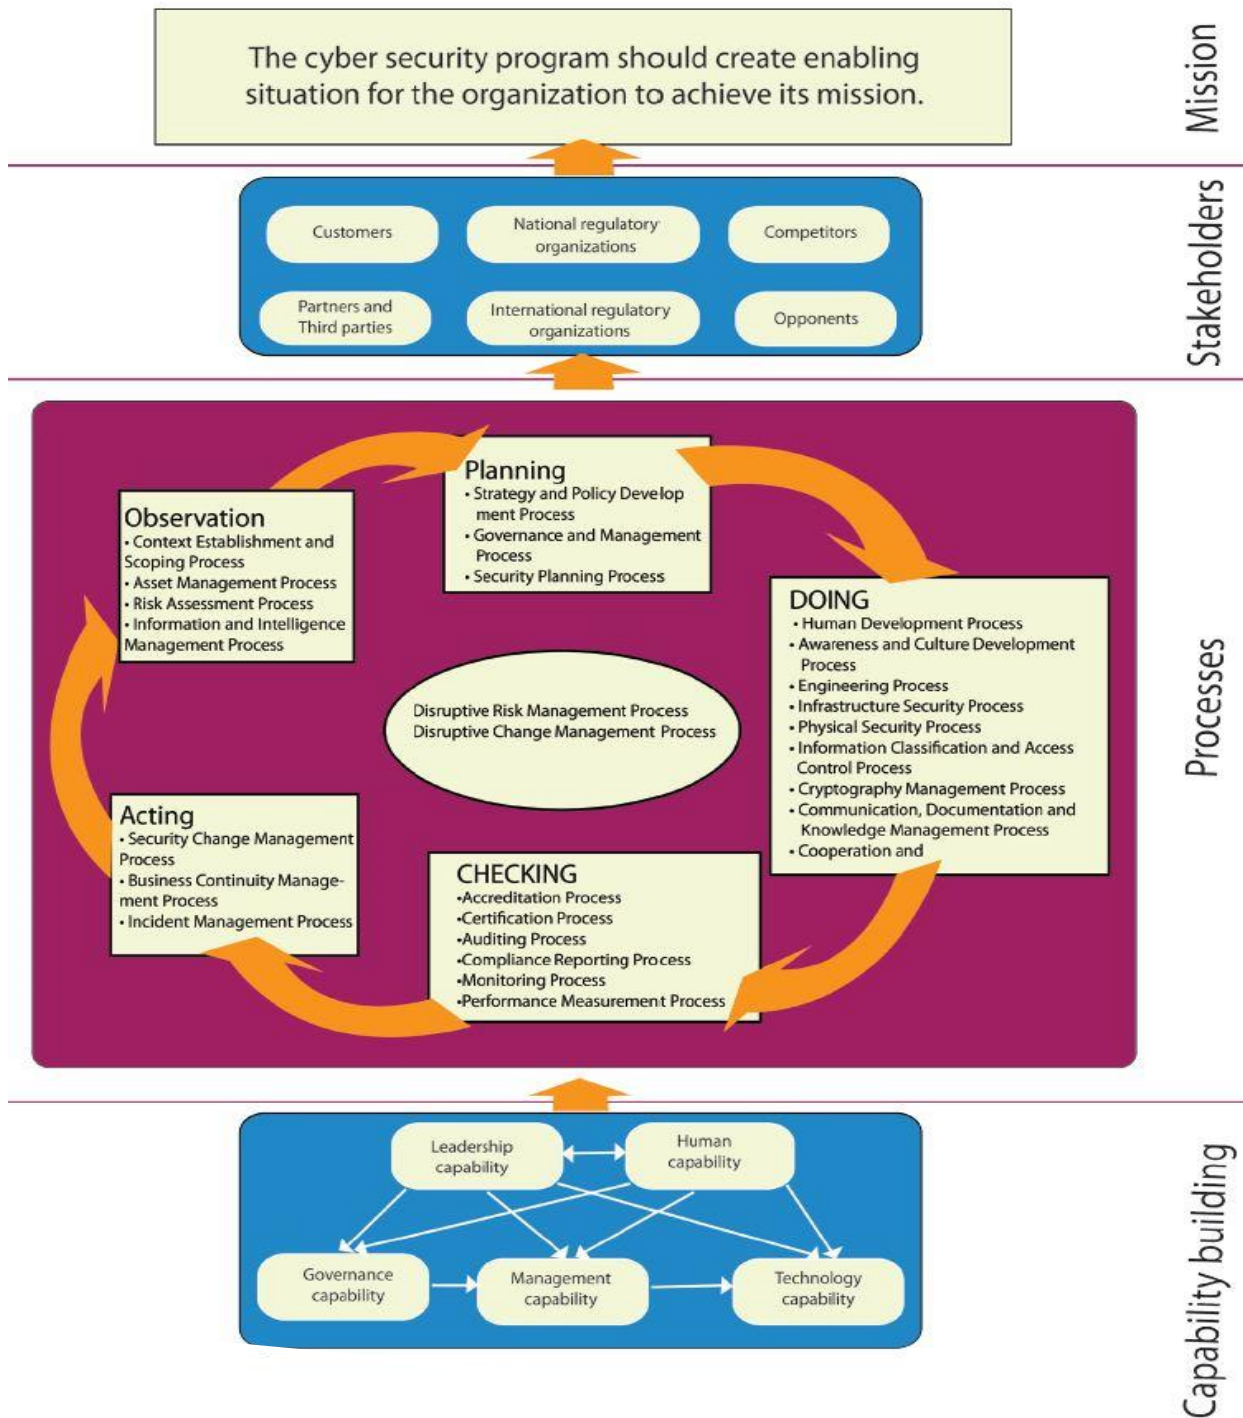 The cyber security program should create enabling
situation for the organization to achieve its mission.
Mission
Customers
National regulatory
organizations
Competitors
Partners and
Third parties
International regulatory
organizations
Opponents
Stakeholders
Planning
• Strategy and Policy Develop
ment Process
• Governance and Management
Process
• Security Planning Process
Observation
• Context Establishment and
Scoping Process
• Asset Management Process
• Risk Assessment Process
• Information and Intelligence
Management Process
DOING
• Human Development Process
• Awareness and Culture Development
Process
• Engineering Process
• Infrastructure Security Process
• Physical Security Process
• Information Classification and Access
Control Process
• Cryptography Management Process
• Communication, Documentation and
Knowledge Management Process
• Cooperation and
Disruptive Risk Management Process
Disruptive Change Management Process
Acting
• Security Change Management
Process
• Business Continuity Manage-
ment Process
• Incident Management Process
CHECKING
•Accreditation Process
•Certification Process
•Auditing Process
•Compliance Reporting Process
•Monitoring Process
•Performance Measurement Process
Processes
Leadership
capability
Human
capability
Governance
capability
Management
capability
Technology
capability
Capability building